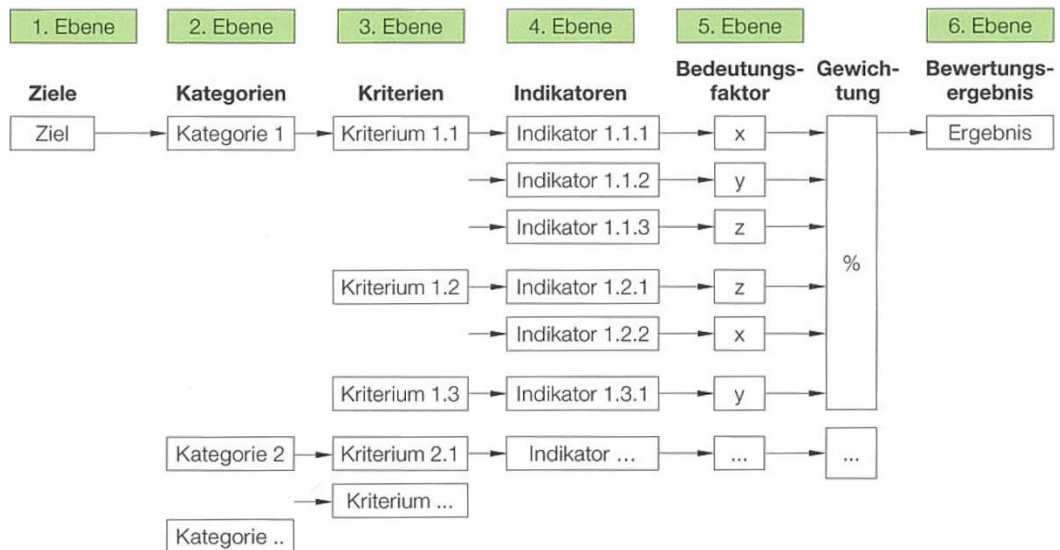 1. Ebene 2. Ebene 3. Ebene 4. Ebene 5. Ebene 6. Ebene
Bedeutungs- Gewich- Bewertungs-
Ziele Kategorien Kriterien Indikatoren faktor tung ergebnis
Ziel Kategorie 1 Kriterium 1.1 Indikator 1.1.1 x Ergebnis
Indikator 1.1.2 y
Indikator 1.1.3 z
%
Kriterium 1.2 Indikator 1.2.1 z
Indikator 1.2.2 x
Kriterium 1.3 Indikator 1.3.1 y
Kategorie 2 Kriterium 2.1 Indikator ... ... ...
Kriterium ...
Kategorie ..